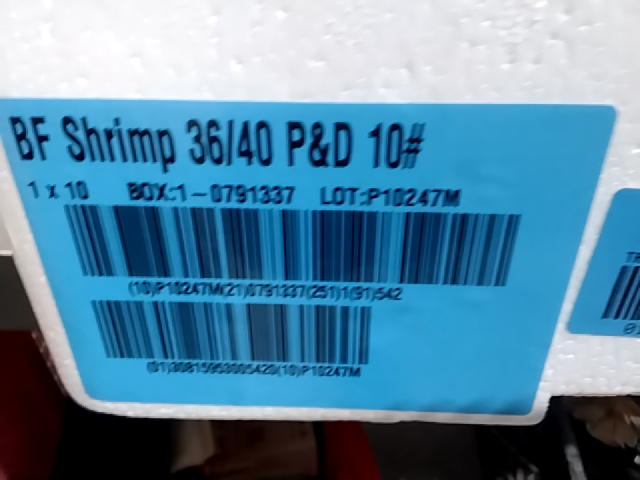 BF Shrimp 36/40 P&D 10#
1 x 10 BOX:1-0791337 LOT:P10247M
(10)P10247M(21)0791337(251)1(91)542
(01)30815953005420(10)P10247M